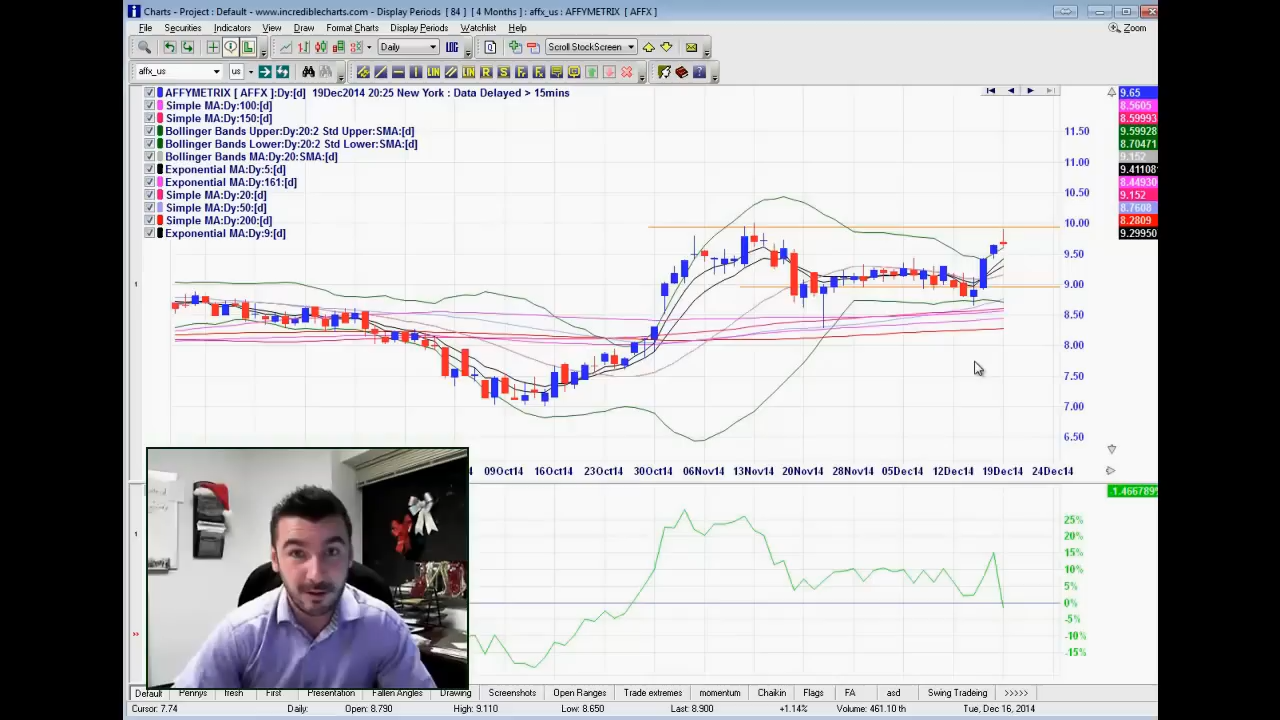 Charts - Project : Default - www.incrediblecharts.com - Display Periods [ 84 ] [ 4 Months ] : affx_us : AFFYMETRIX [ AFFX ]
File Securities Indicators View Draw Format Charts Display Periods Watchlist Help Zoom
Daily Scroll StockScreen
affx_us us LIN LIN R S F F
AFFYMETRIX [ AFFX ]:Dy:[d] 19Dec2014 20:25 New York : Data Delayed > 15mins
Simple MA:Dy:100:[d]
Simple MA:Dy:150:[d]
Bollinger Bands Upper:Dy:20:2 Std Upper:SMA:[d]
Bollinger Bands Lower:Dy:20:2 Std Lower:SMA:[d]
Bollinger Bands MA:Dy:20:SMA:[d]
Exponential MA:Dy:5:[d]
Exponential MA:Dy:161:[d]
Simple MA:Dy:20:[d]
Simple MA:Dy:50:[d]
Simple MA:Dy:200:[d]
Exponential MA:Dy:9:[d]
9.65
8.5605
8.59993
9.59928
8.70471
9.152
9.41108
8.44930
9.152
8.7608
8.2809
9.29950
11.50
11.00
10.50
10.00
9.50
9.00
8.50
8.00
7.50
7.00
6.50
1
09Oct14 16Oct14 23Oct14 30Oct14 06Nov14 13Nov14 20Nov14 28Nov14 05Dec14 12Dec14 19Dec14 24Dec14
-1.466789
25%
20%
15%
10%
5%
0%
-5%
-10%
-15%
1
Default Pennys fresh First Presentation Fallen Angles Drawing Screenshots Open Ranges Trade extremes momentum Chaikin Flags FA asd Swing Tradeing >>>>>
Cursor: 7.74 Daily: Open: 8.790 High: 9.110 Low: 8.650 Last: 8.900 +1.14% Volume: 461.10 th Tue, Dec 16, 2014